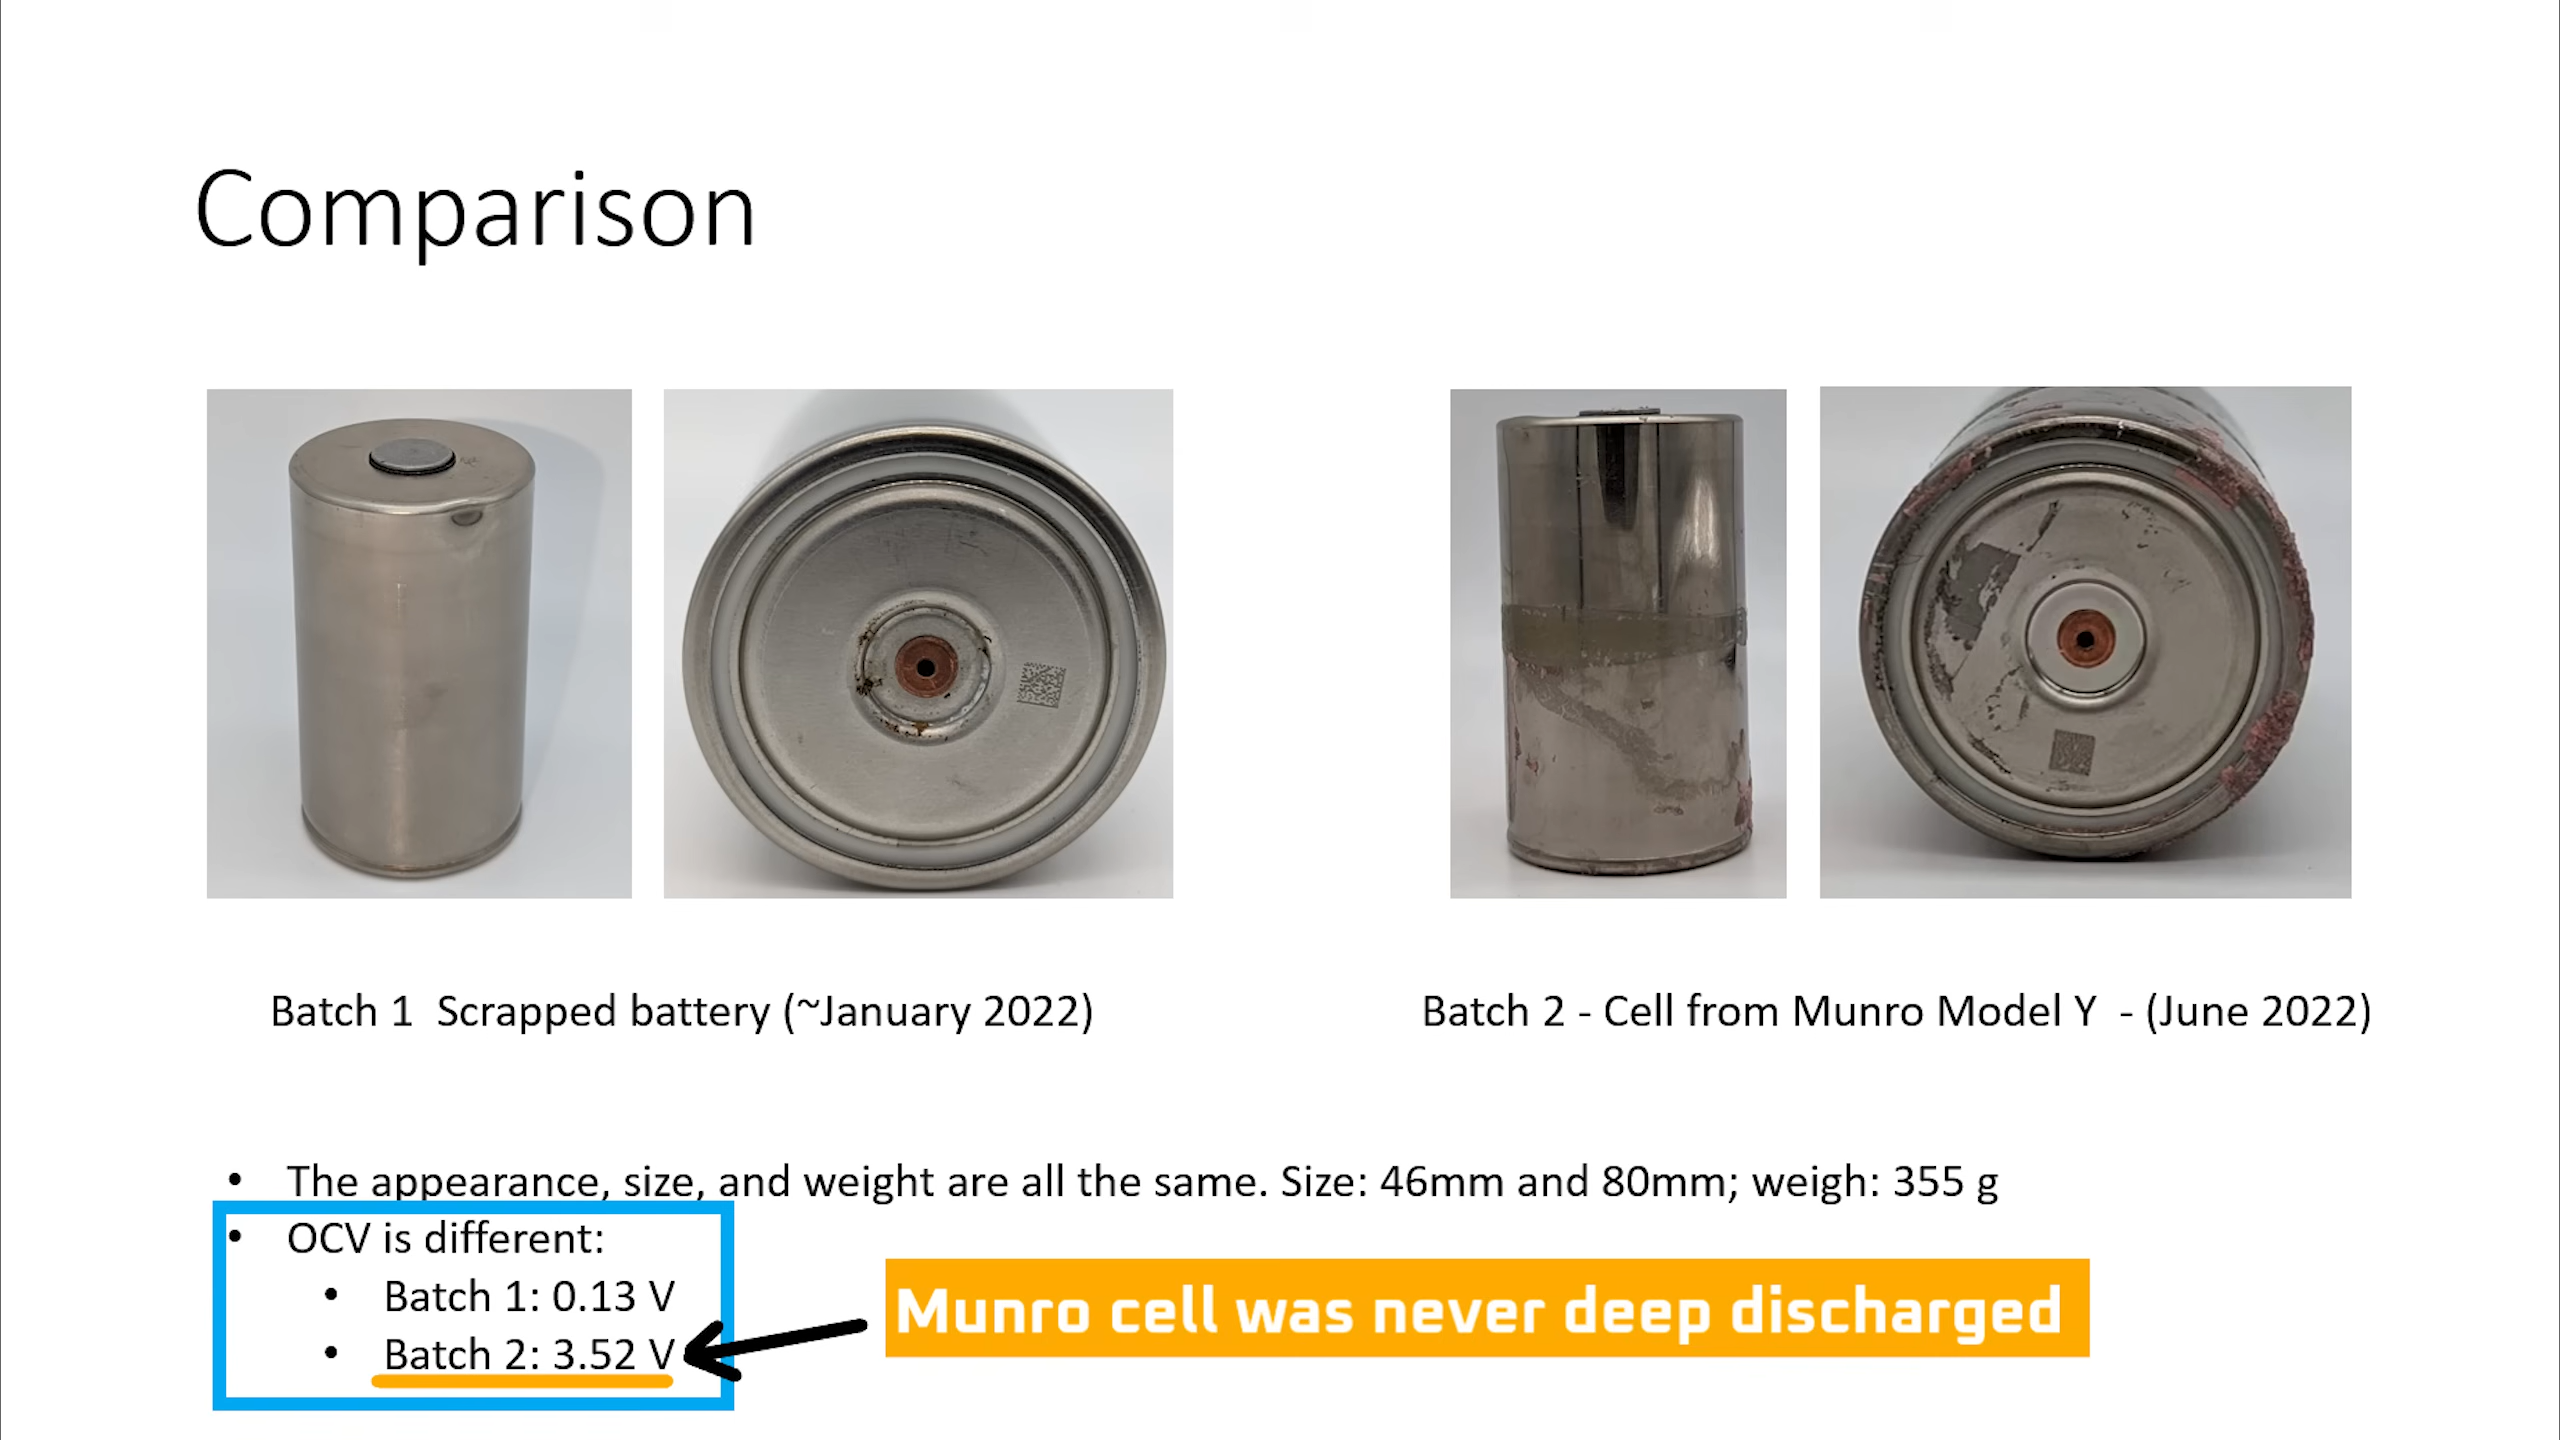 Comparison
Batch 1  Scrapped battery (~January 2022)
Batch 2 - Cell from Munro Model Y  - (June 2022)
• The appearance, size, and weight are all the same. Size: 46mm and 80mm; weigh: 355 g
• OCV is different:
• Batch 1: 0.13 V
• Batch 2: 3.52 V
Munro cell was never deep discharged